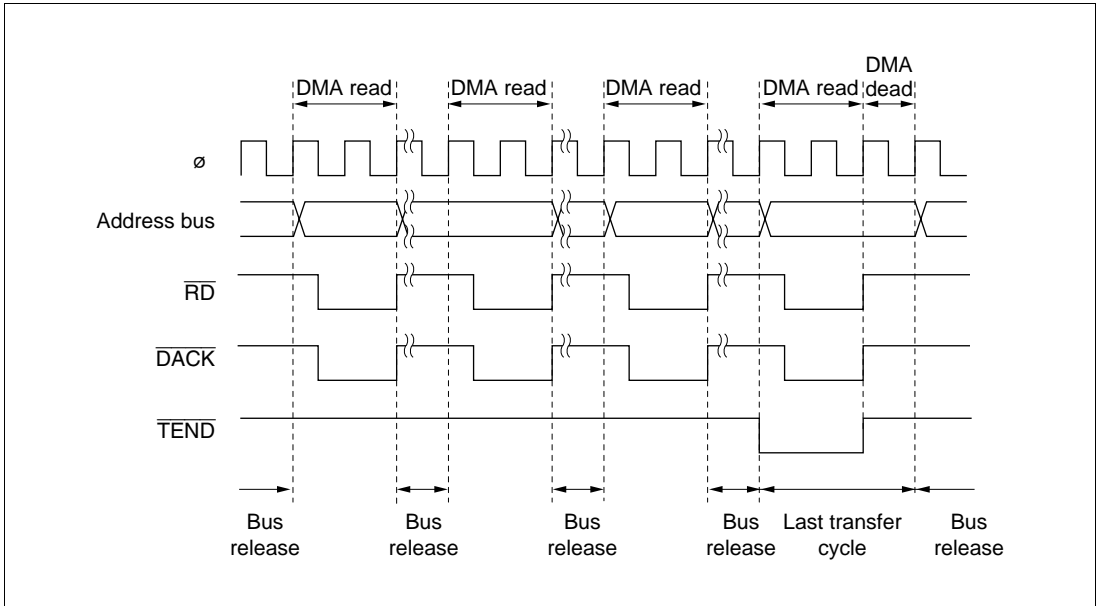 DMA
DMA read DMA read DMA read DMA read dead
ø
Address bus
RD
DACK
TEND
Bus release Bus release Bus release Bus release Last transfer cycle Bus release